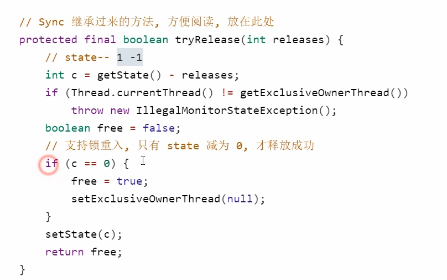 // Sync 继承过来的方法, 方便阅读, 放在此处
protected final boolean tryRelease(int releases) {
// state-- 1 -1
int c = getState() - releases;
if (Thread.currentThread() != getExclusiveOwnerThread())
throw new IllegalMonitorStateException();
boolean free = false;
// 支持锁重入, 只有 state 减为 0, 才释放成功
if (c == 0) {
free = true;
setExclusiveOwnerThread(null);
}
setState(c);
return free;
}